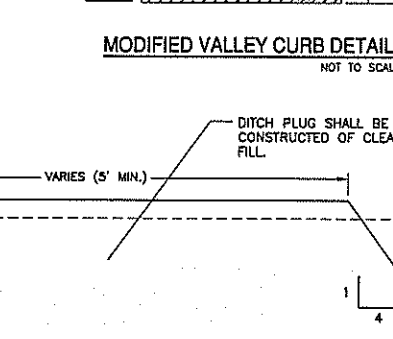 MODIFIED VALLEY CURB DETAIL
NOT TO SCAL
DITCH PLUG SHALL BE
CONSTRUCTED OF CLEA
FILL.
VARIES (5' MIN.)
1
4